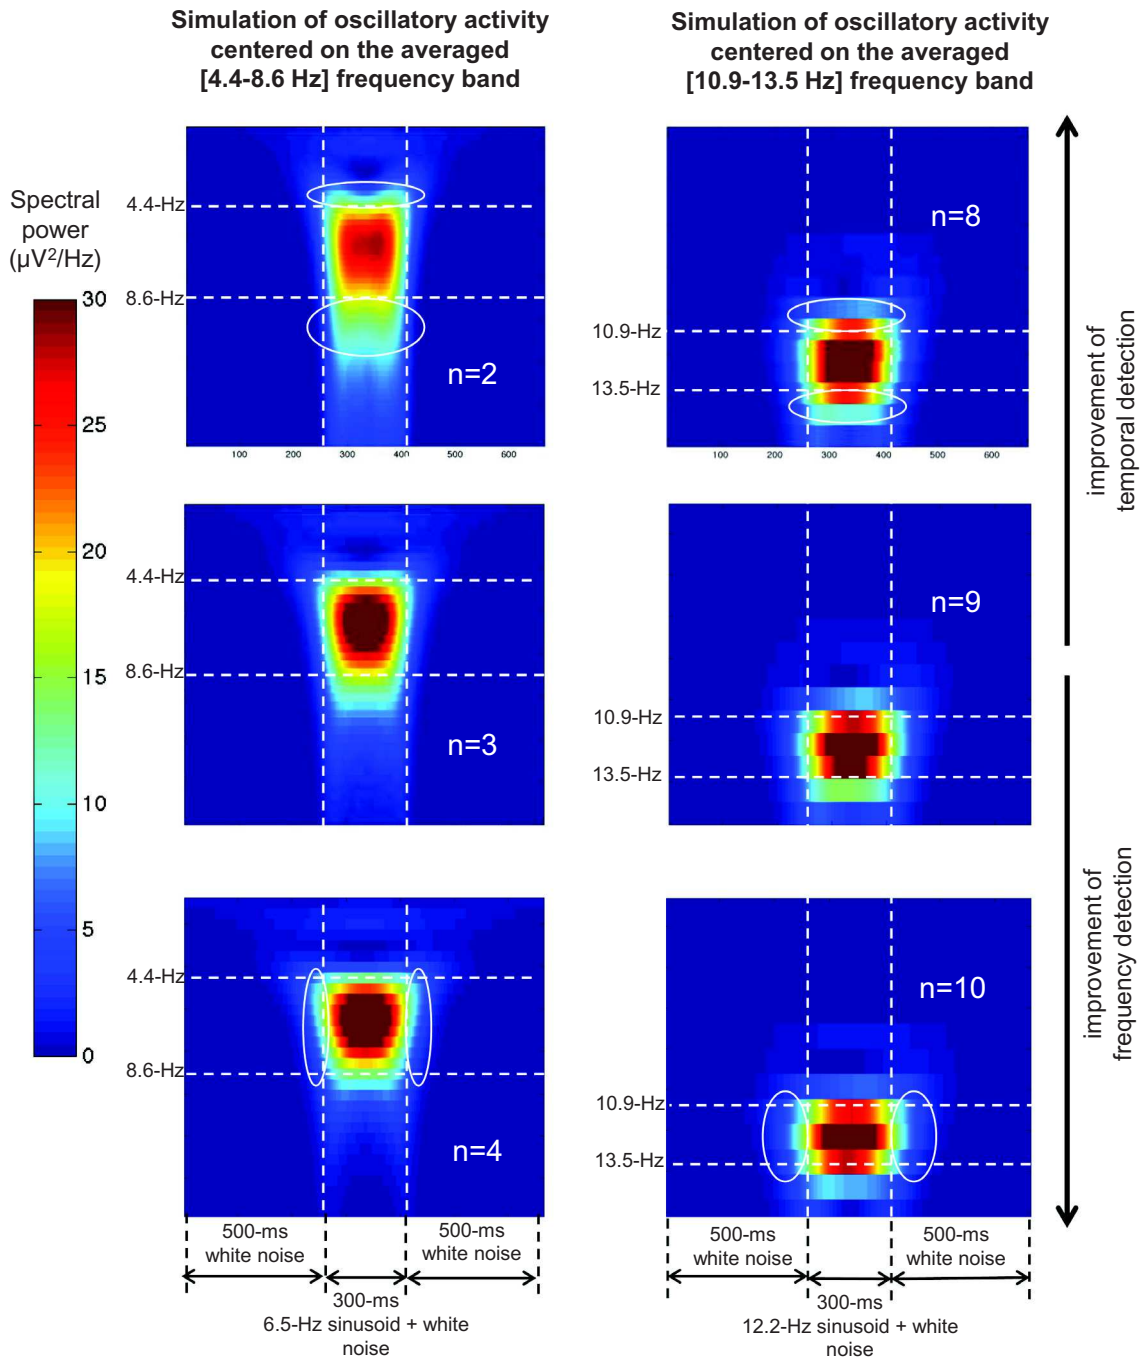 Simulation of oscillatory activity
centered on the averaged
[4.4-8.6 Hz] frequency band
Simulation of oscillatory activity
centered on the averaged
[10.9-13.5 Hz] frequency band
Spectral
power
(µV²/Hz)
30
25
20
15
10
5
0
4.4-Hz
8.6-Hz
n=2
100 200 300 400 500 600
n=8
10.9-Hz
13.5-Hz
100 200 300 400 500 600
4.4-Hz
8.6-Hz
n=3
n=9
10.9-Hz
13.5-Hz
4.4-Hz
8.6-Hz
n=4
n=10
10.9-Hz
13.5-Hz
improvement of
temporal detection
improvement of
frequency detection
500-ms
white noise
500-ms
white noise
300-ms
6.5-Hz sinusoid + white
noise
500-ms
white noise
500-ms
white noise
300-ms
12.2-Hz sinusoid + white
noise